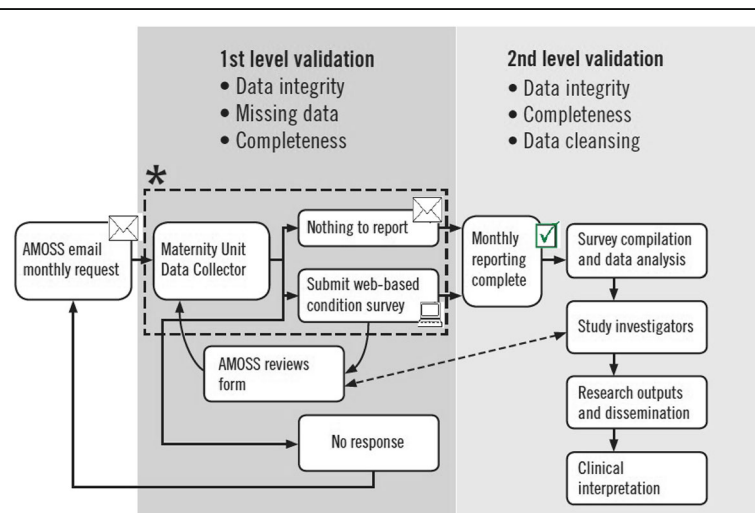 1st level validation
• Data integrity
• Missing data
• Completeness
2nd level validation
• Data integrity
• Completeness
• Data cleansing
*
AMOSS email
monthly request
Maternity Unit
Data Collector
Nothing to report
Submit web-based
condition survey
Monthly
reporting
complete
Survey compilation
and data analysis
AMOSS reviews
form
Study investigators
No response
Research outputs
and dissemination
Clinical
interpretation